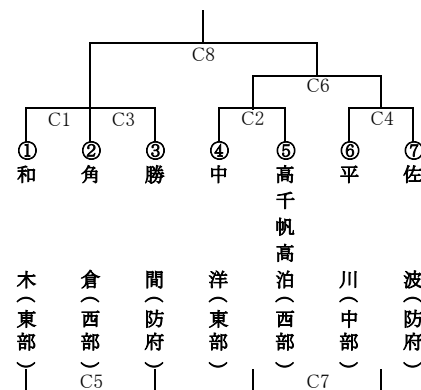 C8
C6
C1
C3
C2
C4
①和木（東部）
②角倉（西部）
③勝間（防府）
④中洋（東部）
⑤高千帆高泊（西部）
⑥平川（中部）
⑦佐波（防府）
C5
C7